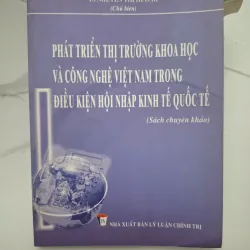 (Chủ biên)
PHÁT TRIỂN THỊ TRƯỜNG KHOA HỌC
VÀ CÔNG NGHỆ VIỆT NAM TRONG
ĐIỀU KIỆN HỘI NHẬP KINH TẾ QUỐC TẾ
(Sách chuyên khảo)
NHÀ XUẤT BẢN LÝ LUẬN CHÍNH TRỊ